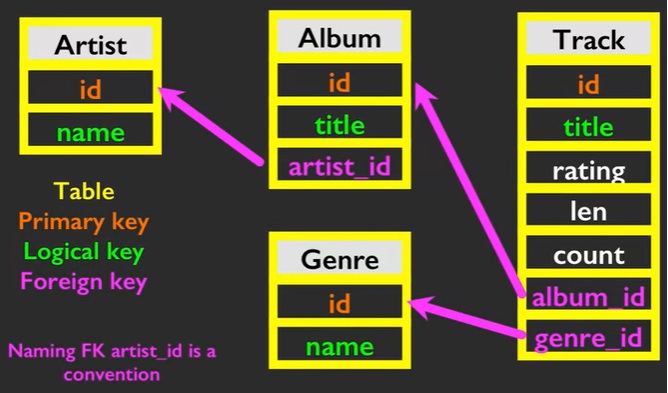 Artist
id
name
Album
id
title
artist_id
Track
id
title
rating
len
count
album_id
genre_id
Genre
id
name
Table
Primary key
Logical key
Foreign key
Naming FK artist_id is a
convention